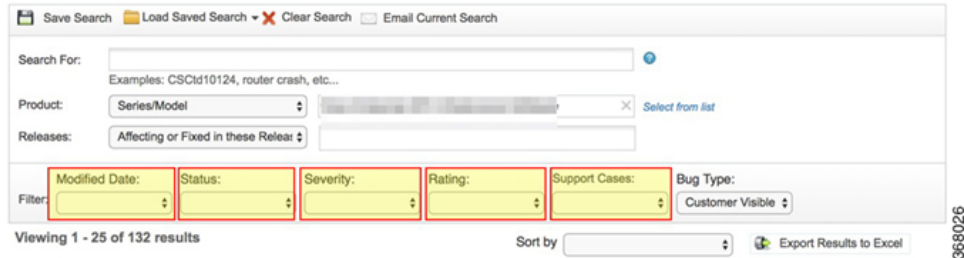 Save Search Load Saved Search Clear Search Email Current Search
Search For:
Examples: CSCtd10124, router crash, etc...
Product: Series/Model Select from list
Releases: Affecting or Fixed in these Releas
Modified Date: Status: Severity: Rating: Support Cases: Bug Type:
Filter: Customer Visible
Viewing 1 - 25 of 132 results Sort by Export Results to Excel
368026